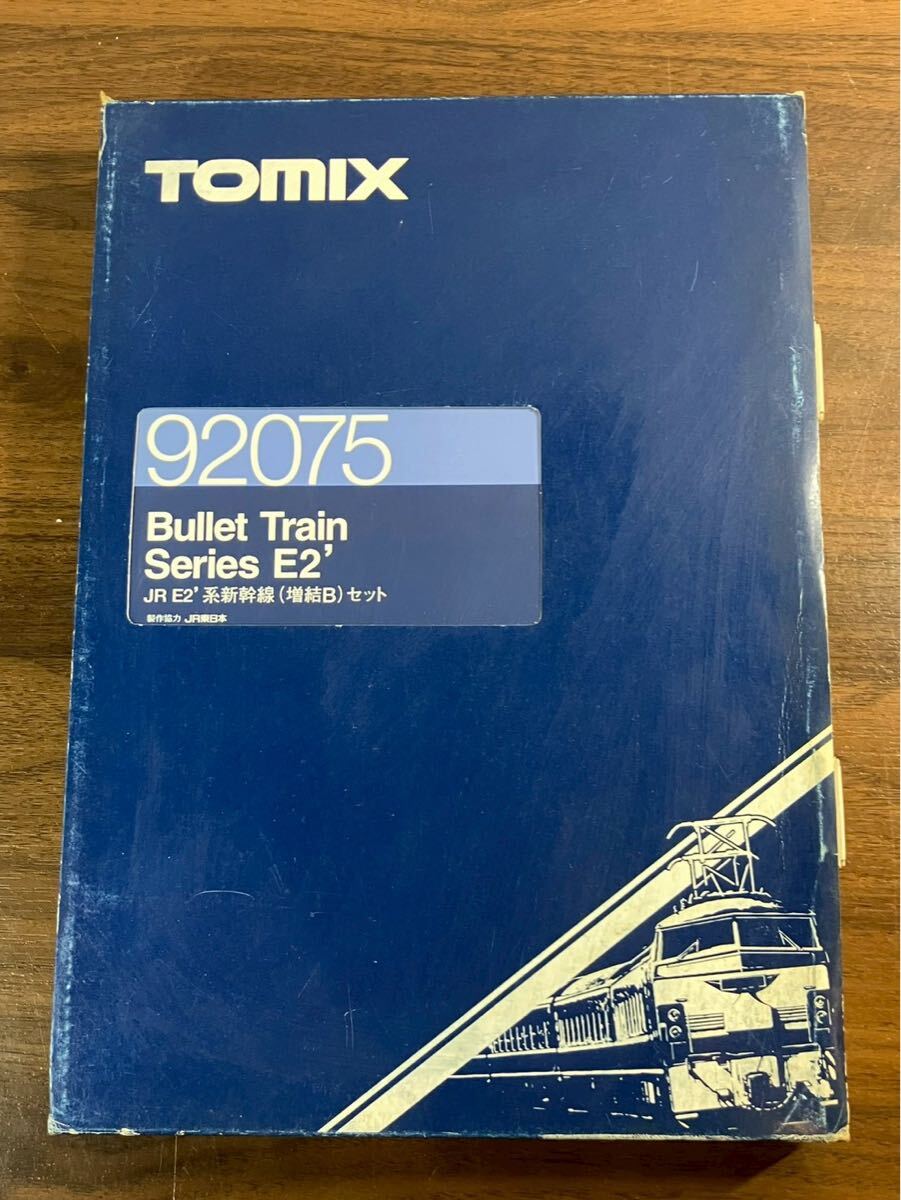 TOMIX
92075
Bullet Train
Series E2'
JR E2' 系新幹線(増結B)セット
製作協力 JR東日本